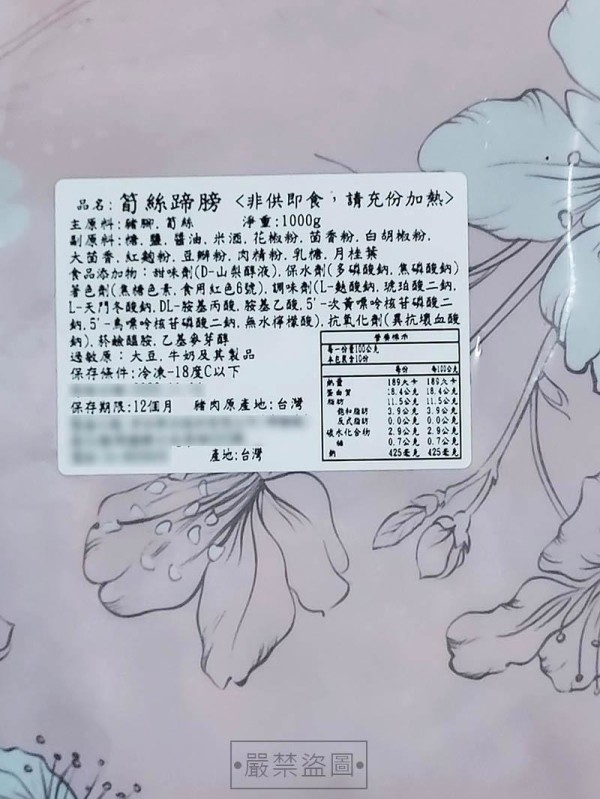 品名: 筍絲蹄膀 <非供即食，請充份加熱>
主原料: 豬腳, 筍絲 淨重:1000g
副原料: 糖, 鹽, 醬油, 米酒, 花椒粉, 茴香粉, 白胡椒粉,
大茴香, 紅麴粉, 豆瓣粉, 肉精粉, 乳糖, 月桂葉
食品添加物: 甜味劑(D-山梨醇液), 保水劑(多磷酸鈉, 焦磷酸鈉)
著色劑(焦糖色素, 食用紅色6號), 調味劑(L-麩酸鈉, 琥珀酸二鈉,
L-天門冬酸鈉, DL-胺基丙酸, 胺基乙酸, 5'-次黃嘌呤核苷磷酸二
鈉, 5'-鳥嘌呤核苷磷酸二鈉, 無水檸檬酸), 抗氧化劑(異抗壞血酸
鈉), 菸鹼醯胺, 乙基麥芽醇
過敏原: 大豆, 牛奶及其製品
保存條件: 冷凍-18度C以下
保存期限:12個月 豬肉原產地:台灣
產地:台灣
營養標示
每一份量100公克
本包裝含10份
每份 每100公克
熱量 189大卡 189大卡
蛋白質 18.4公克 18.4公克
脂肪 11.5公克 11.5公克
飽和脂肪 3.9公克 3.9公克
反式脂肪 0.0公克 0.0公克
碳水化合物 2.9公克 2.9公克
糖 0.7公克 0.7公克
鈉 425毫克 425毫克
•嚴禁盜圖•